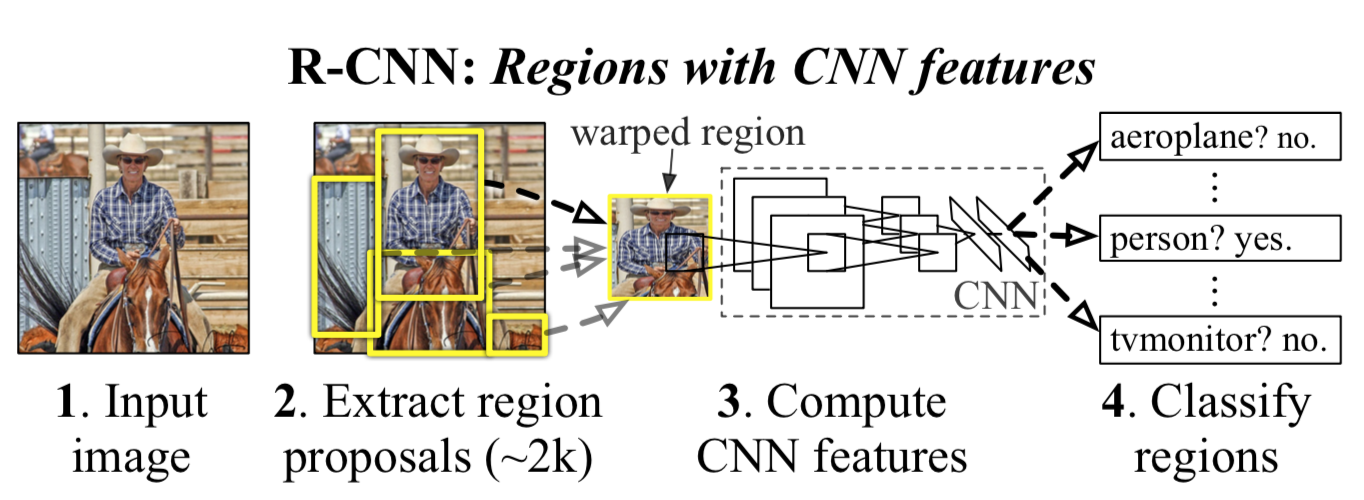 R-CNN: Regions with CNN features
warped region
aeroplane? no.
person? yes.
CNN
tvmonitor? no.
1. Input
image
2. Extract region
proposals (~2k)
3. Compute
CNN features
4. Classify
regions